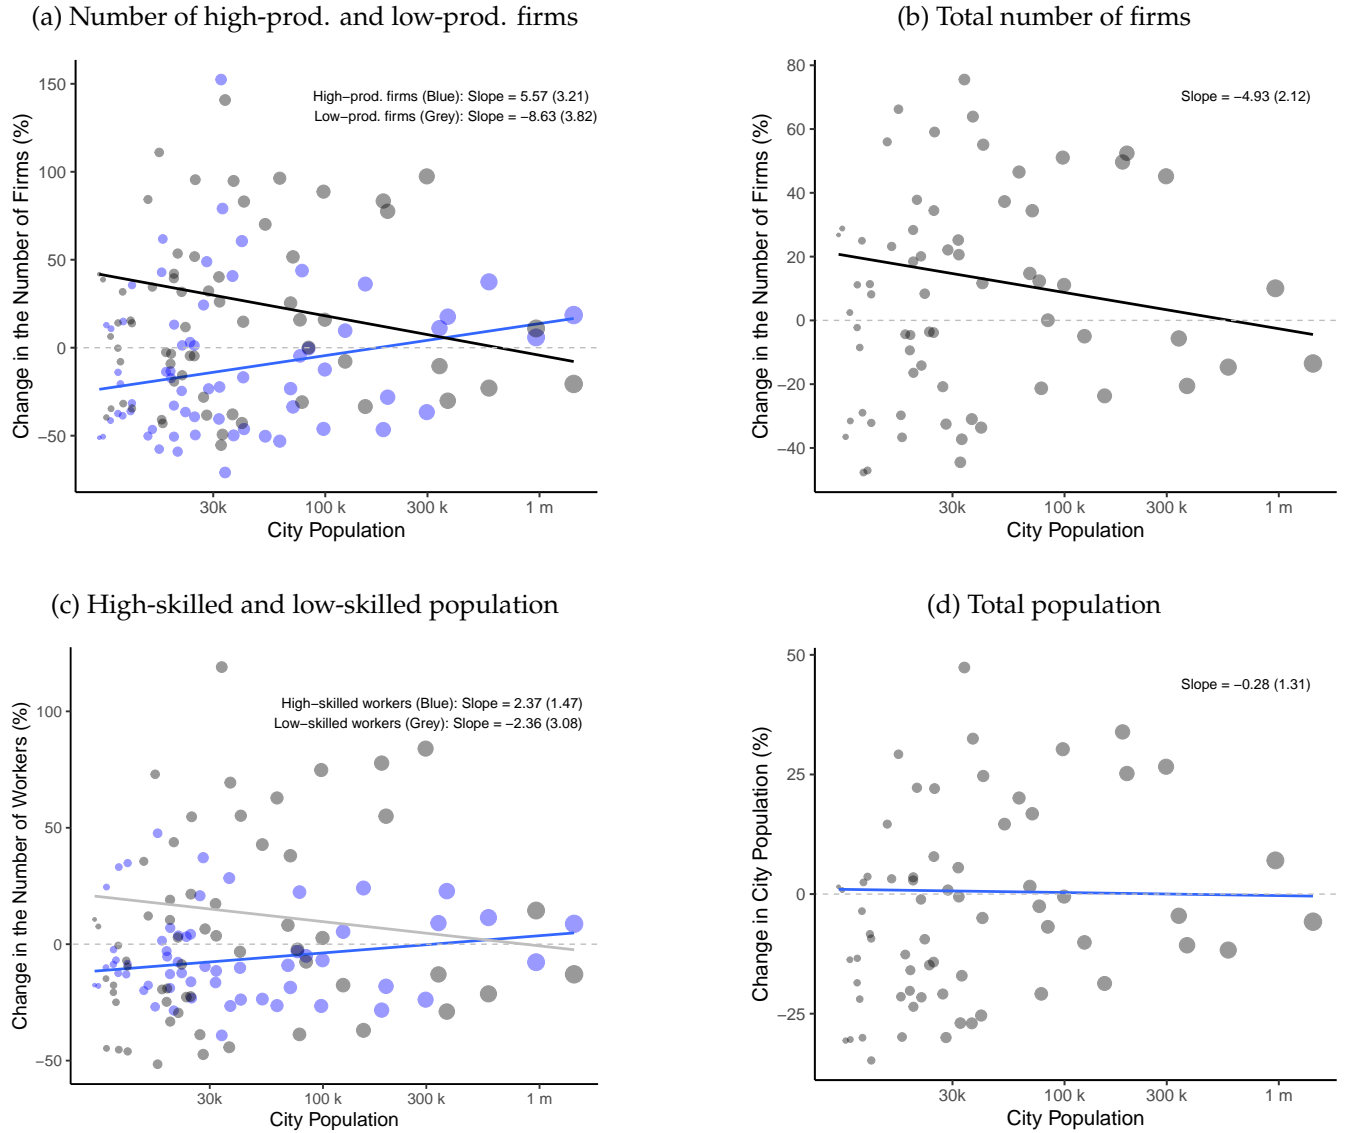 (a) Number of high-prod. and low-prod. firms
Change in the Number of Firms (%)
150
100
50
0
−50
High−prod. firms (Blue): Slope = 5.57 (3.21)
Low−prod. firms (Grey): Slope = −8.63 (3.82)
30k
100 k
300 k
1 m
City Population
(b) Total number of firms
Change in the Number of Firms (%)
80
60
40
20
0
−20
−40
Slope = −4.93 (2.12)
30k
100 k
300 k
1 m
City Population
(c) High-skilled and low-skilled population
Change in the Number of Workers (%)
100
50
0
−50
High−skilled workers (Blue): Slope = 2.37 (1.47)
Low−skilled workers (Grey): Slope = −2.36 (3.08)
30k
100 k
300 k
1 m
City Population
(d) Total population
Change in City Population (%)
50
25
0
−25
Slope = −0.28 (1.31)
30k
100 k
300 k
1 m
City Population